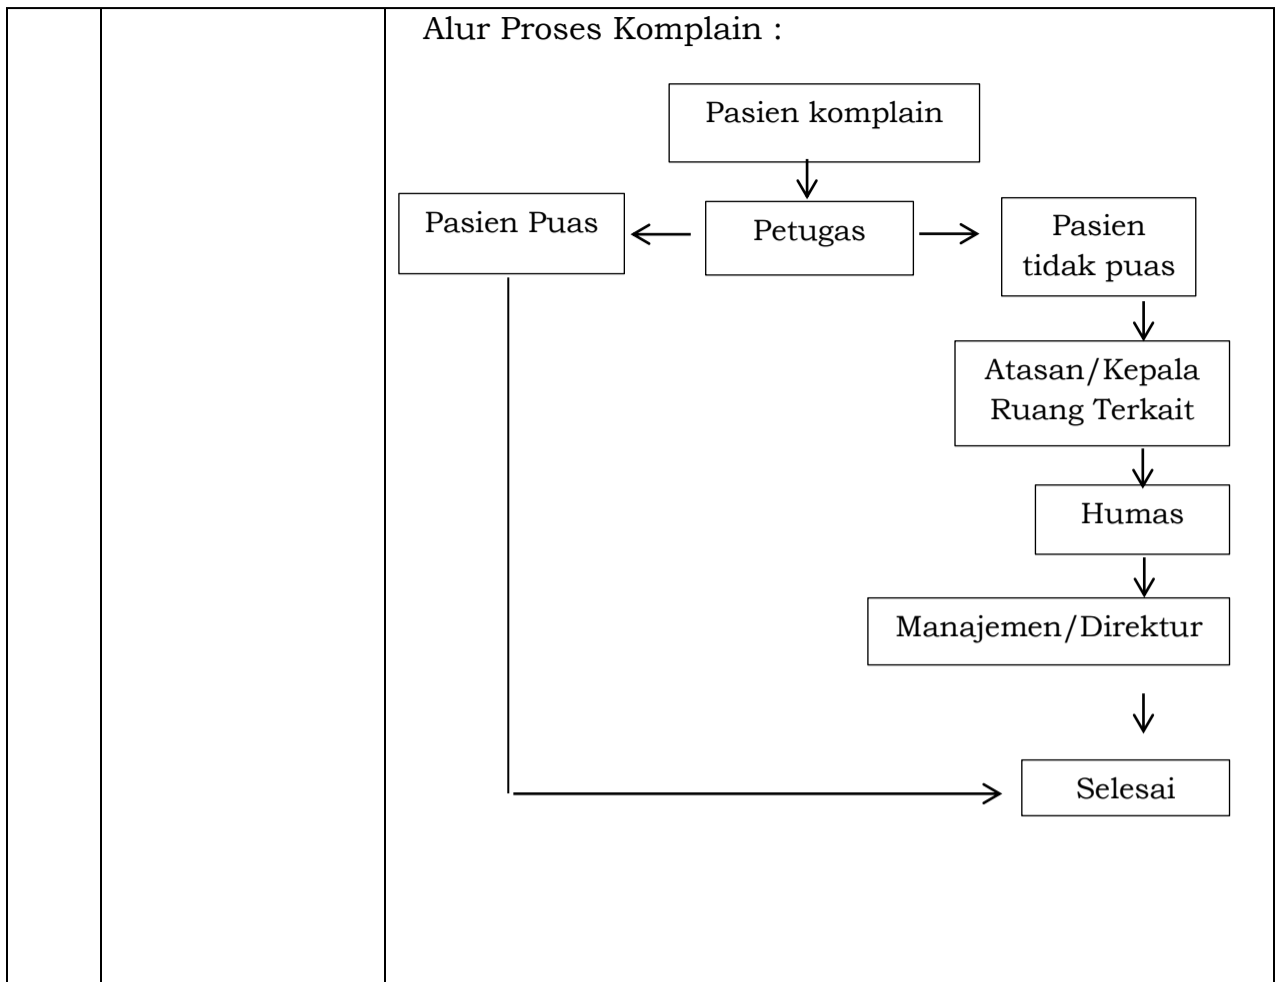 Alur Proses Komplain :
Pasien komplain
Pasien Puas
Petugas
Pasien
tidak puas
Atasan/Kepala
Ruang Terkait
Humas
Manajemen/Direktur
Selesai